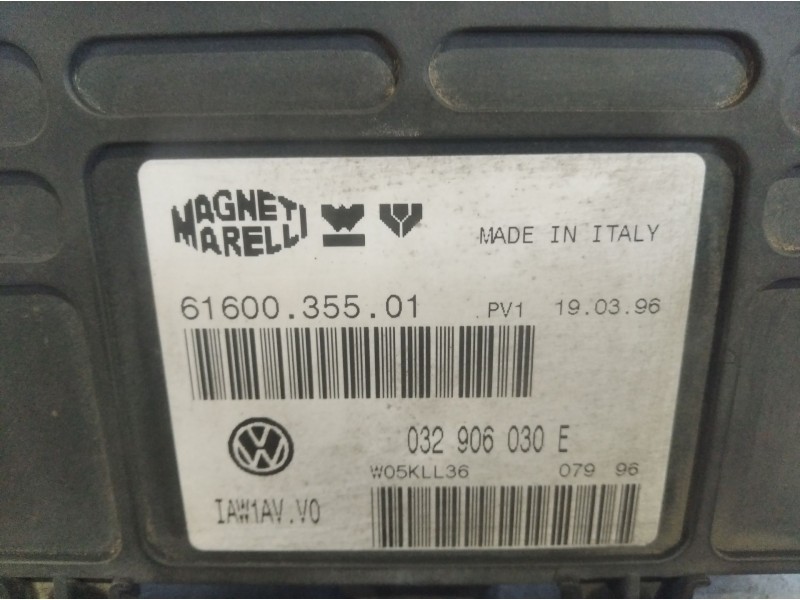 MAGNETI
MARELLI
MADE IN ITALY
61600.355.01 .PV1 19.03.96
032 906 030 E
W05KLL36 079 96
IAW1AV.V0